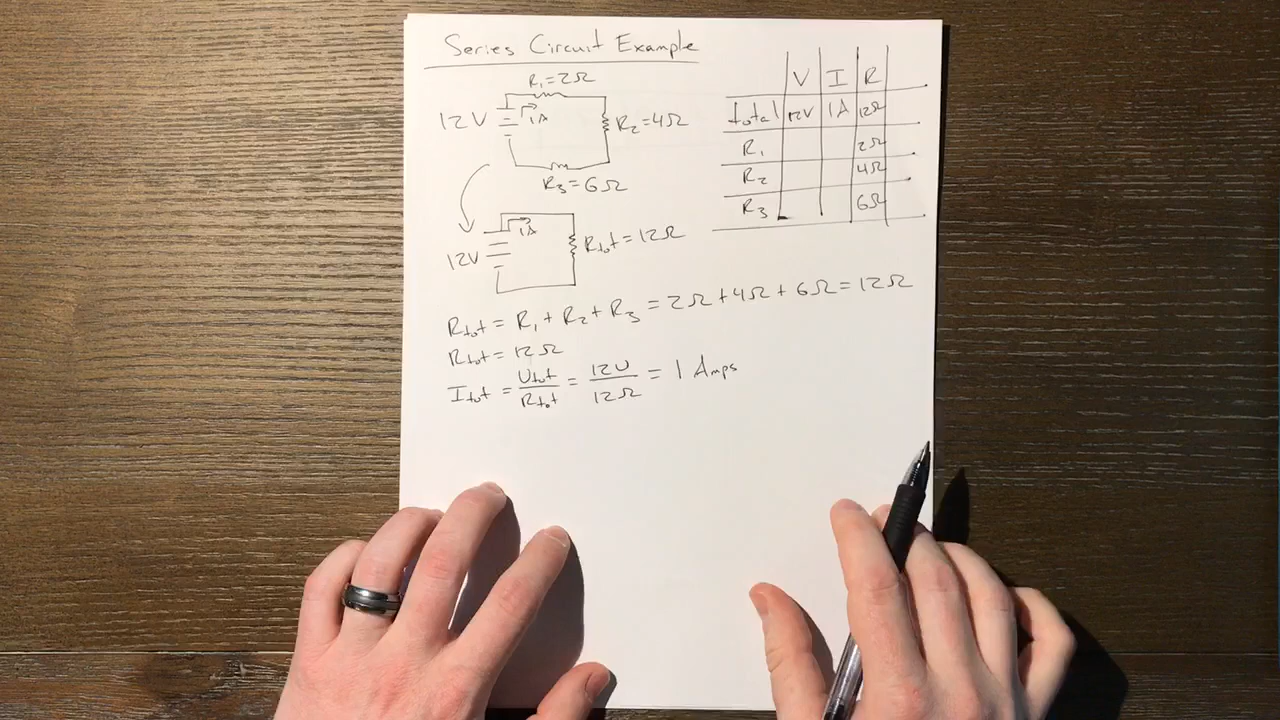 Series Circuit Example
R₁=2Ω
12V
1A
R₂=4Ω
R₃=6Ω
V I R
total 12V 1A 12Ω
R₁ 2Ω
R₂ 4Ω
R₃ 6Ω
12V
1A
Rtot=12Ω
Rtot = R₁ + R₂ + R₃ = 2Ω + 4Ω + 6Ω = 12Ω
Rtot = 12Ω
Itot = Vtot/Rtot = 12V/12Ω = 1 Amps